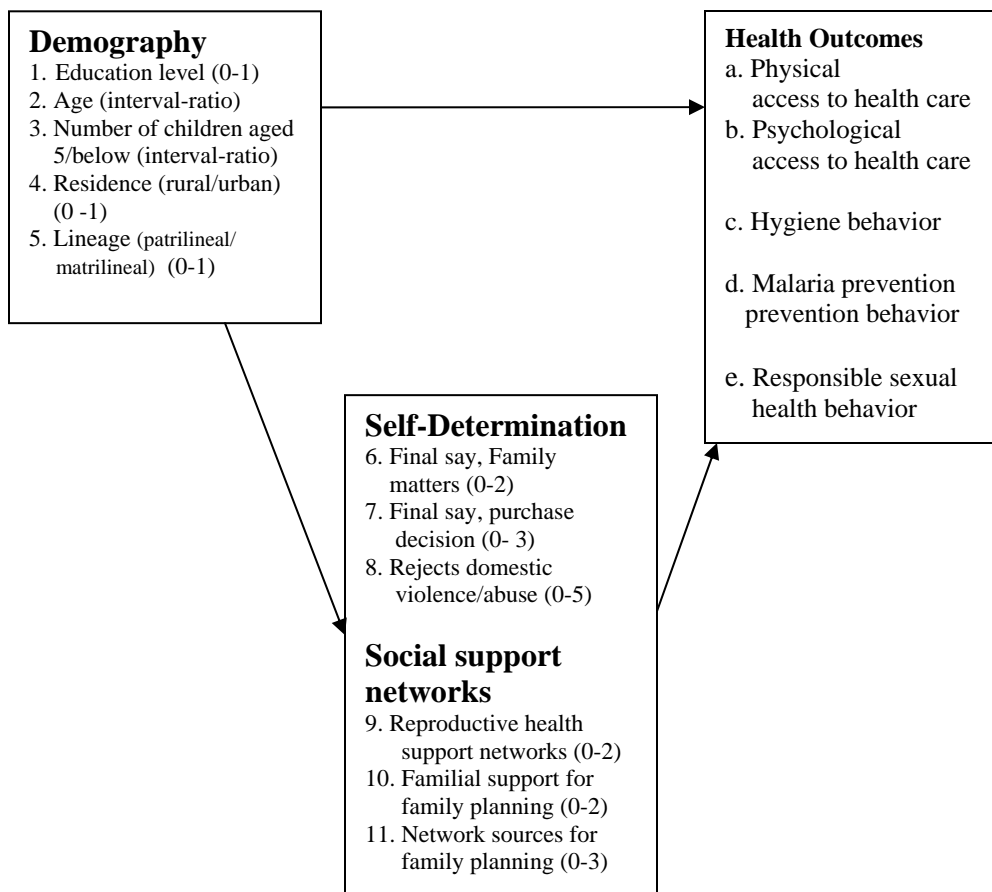 Demography
1. Education level (0-1)
2. Age (interval-ratio)
3. Number of children aged
5/below (interval-ratio)
4. Residence (rural/urban)
(0 -1)
5. Lineage (patrilineal/
matrilineal) (0-1)
Health Outcomes
a. Physical
access to health care
b. Psychological
access to health care
c. Hygiene behavior
d. Malaria prevention
prevention behavior
e. Responsible sexual
health behavior
Self-Determination
6. Final say, Family
matters (0-2)
7. Final say, purchase
decision (0- 3)
8. Rejects domestic
violence/abuse (0-5)
Social support
networks
9. Reproductive health
support networks (0-2)
10. Familial support for
family planning (0-2)
11. Network sources for
family planning (0-3)